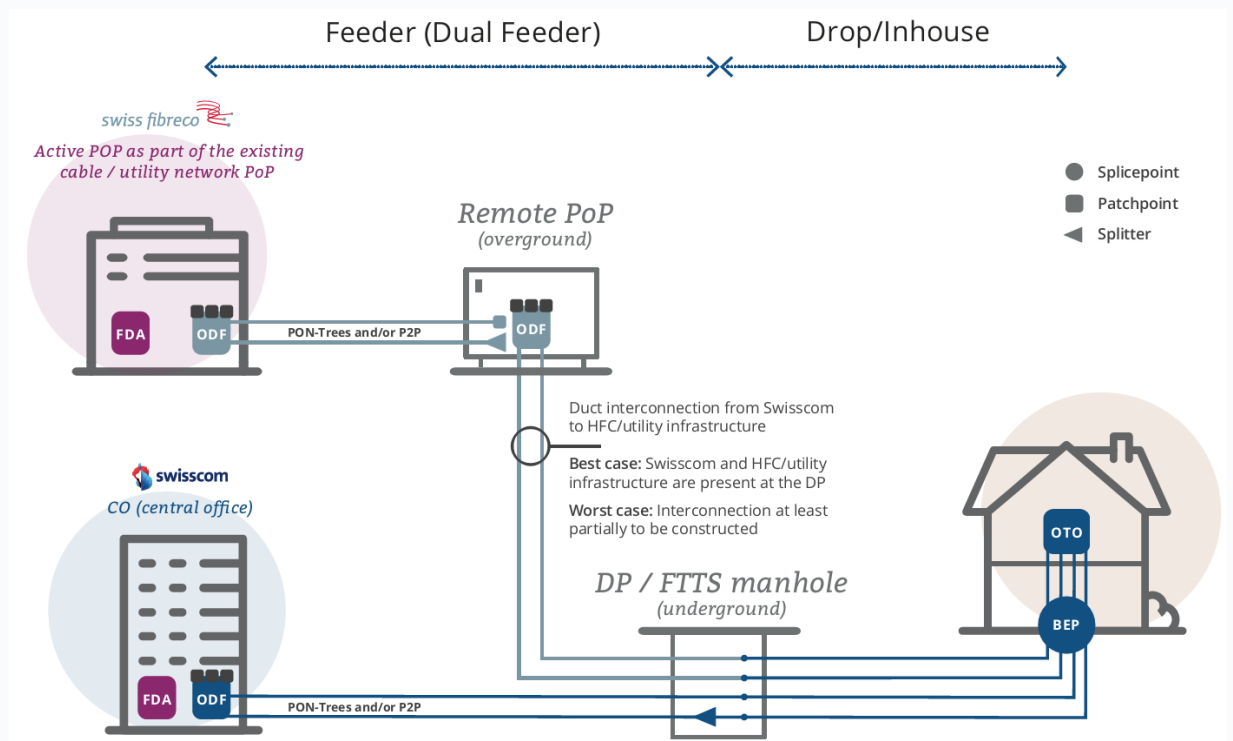 Feeder (Dual Feeder)
Drop/Inhouse
swiss fibreco
Active POP as part of the existing
cable / utility network PoP
Splicepoint
Patchpoint
Splitter
Remote PoP
(overground)
FDA
ODF
PON-Trees and/or P2P
ODF
Duct interconnection from Swisscom
to HFC/utility infrastructure
Best case: Swisscom and HFC/utility
infrastructure are present at the DP
Worst case: Interconnection at least
partially to be constructed
swisscom
CO (central office)
OTO
DP / FTTS manhole
(underground)
BEP
FDA
ODF
PON-Trees and/or P2P